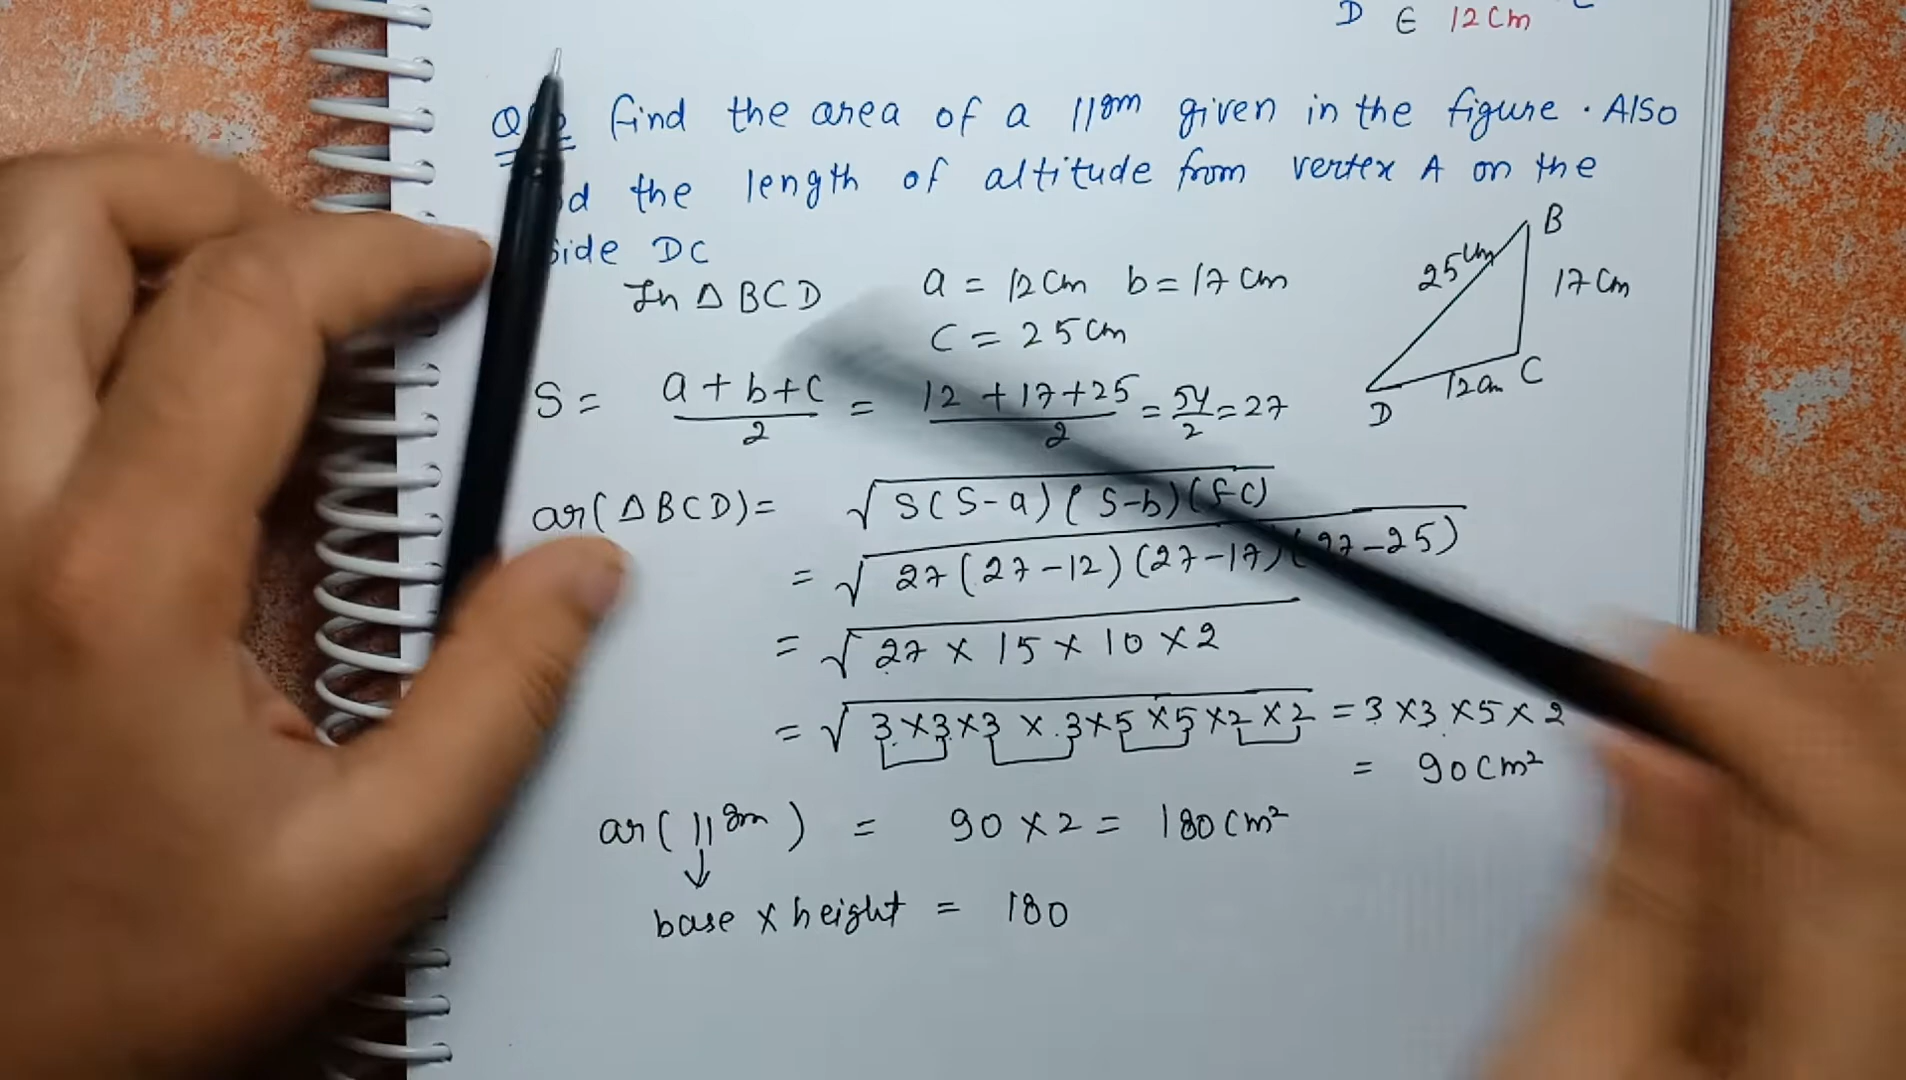 D E 12 Cm
find the area of a ||gm given in the figure. Also
the length of altitude from vertex A on the
side DC
B
25 Cm
17 Cm
C
12 Cm
D
In Δ BCD a = 12 Cm b = 17 Cm
C = 25 Cm
S = a + b + c / 2 = 12 + 17 + 25 / 2 = 54 / 2 = 27
ar(Δ BCD) = √S(S-a)(S-b)(S-c)
= √27(27-12)(27-17)(27-25)
= √27 × 15 × 10 × 2
= √3×3×3×3×5×5×2×2 = 3×3×5×2
= 90 Cm²
ar(||gm) = 90 × 2 = 180 Cm²
↓
base × height = 180